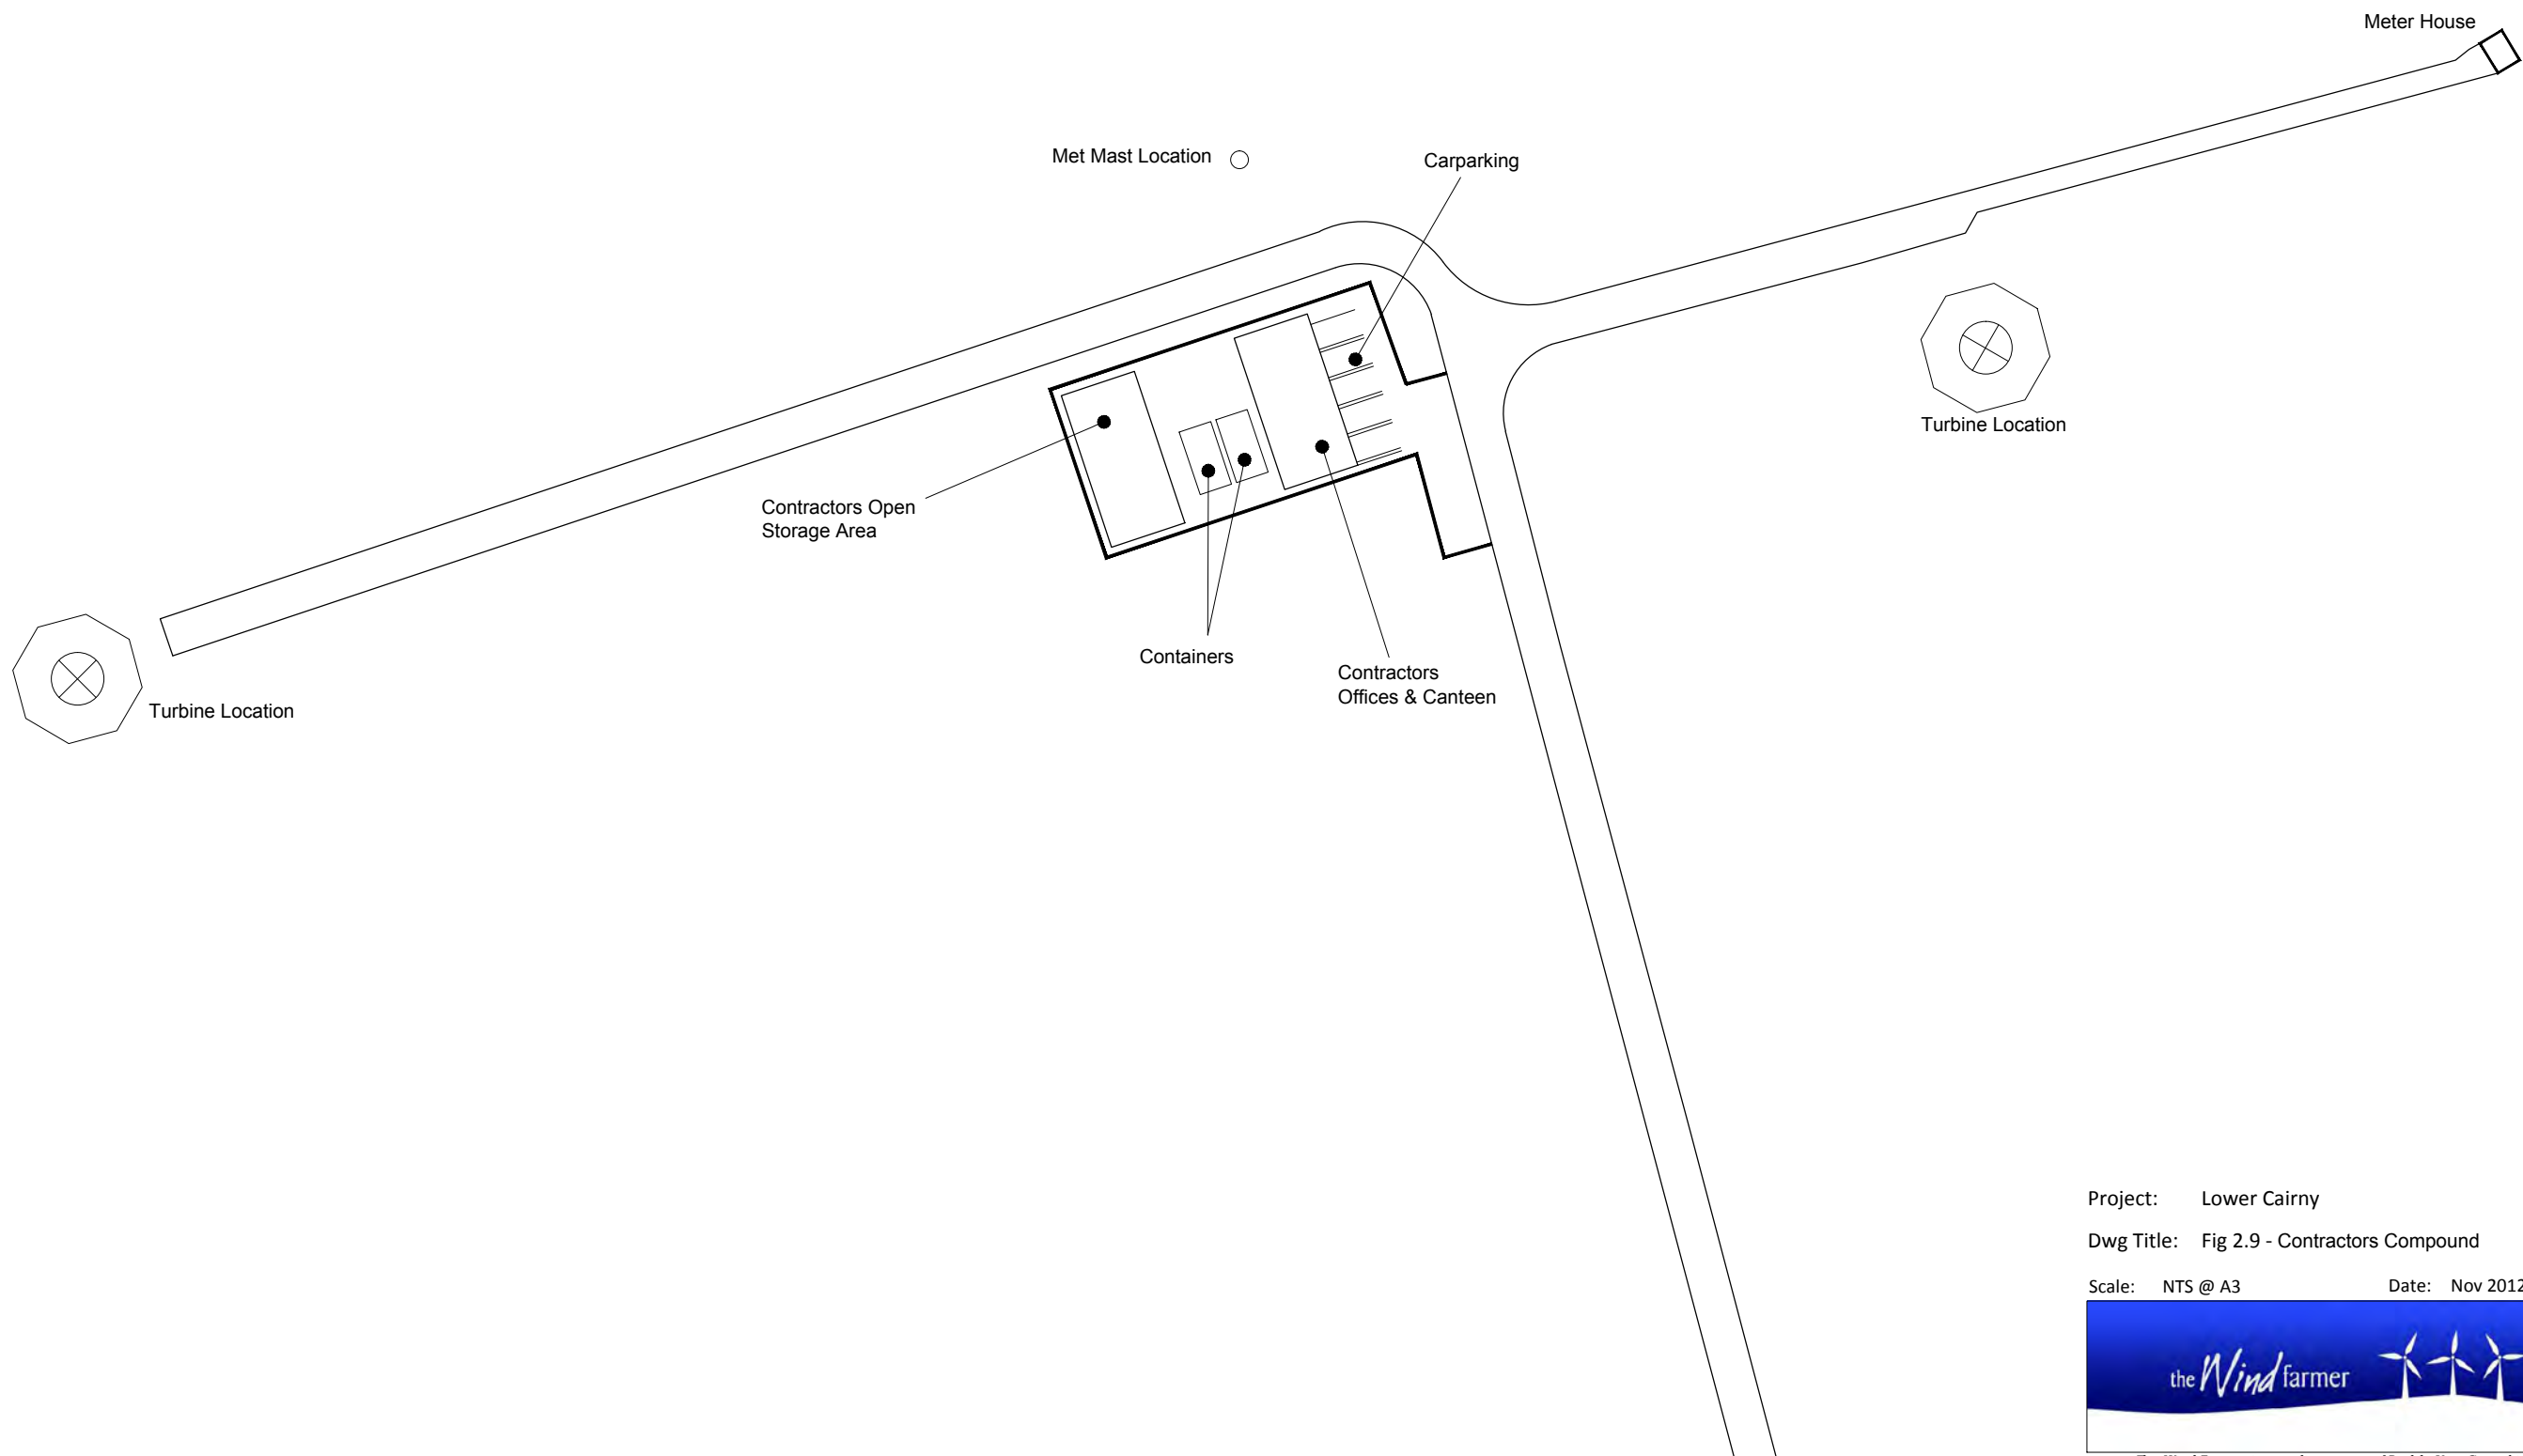 Meter House
Met Mast Location
Carparking
Turbine Location
Contractors Open
Storage Area
Containers
Contractors
Offices & Canteen
Turbine Location
Project: Lower Cairny
Dwg Title: Fig 2.9 - Contractors Compound
Scale: NTS @ A3 Date: Nov 2012
the Wind farmer